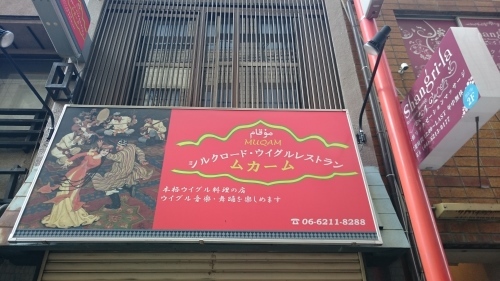 مۇقام
MUQAM
シルクロード・ウイグルレストラン
ムカーム
本格ウイグル料理の店
ウイグル音楽・舞踊を楽しめます
☎ 06-6211-8288
Shangri-la